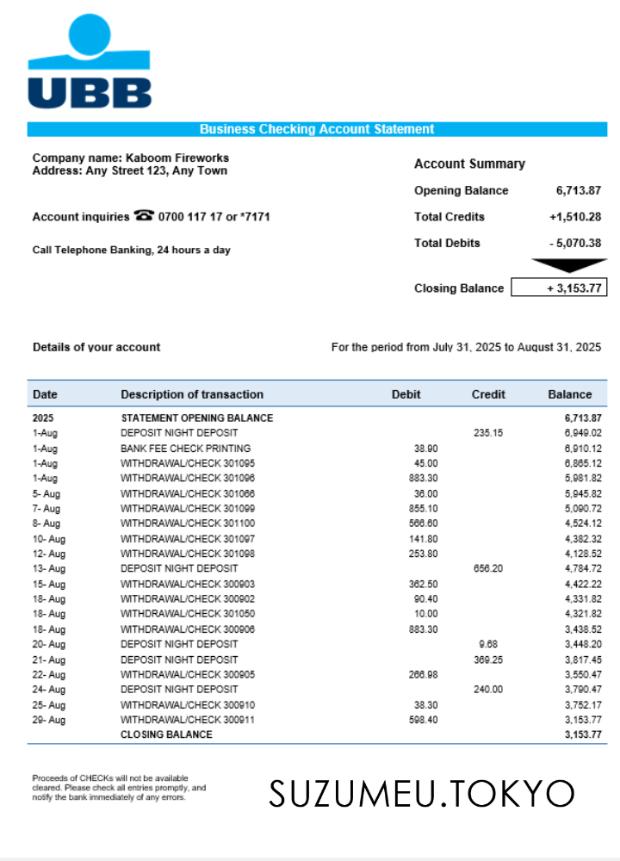 UBB
Business Checking Account Statement
Company name: Kaboom Fireworks
Address: Any Street 123, Any Town
Account inquiries ☎ 0700 117 17 or *7171
Call Telephone Banking, 24 hours a day
Account Summary
Opening Balance 6,713.87
Total Credits +1,510.28
Total Debits - 5,070.38
Closing Balance + 3,153.77
Details of your account For the period from July 31, 2025 to August 31, 2025
Date Description of transaction Debit Credit Balance
2025 STATEMENT OPENING BALANCE 6,713.87
1-Aug DEPOSIT NIGHT DEPOSIT 235.15 6,949.02
1-Aug BANK FEE CHECK PRINTING 38.90 6,910.12
1-Aug WITHDRAWAL/CHECK 301095 45.00 6,865.12
1-Aug WITHDRAWAL/CHECK 301096 883.30 5,981.82
5- Aug WITHDRAWAL/CHECK 301066 36.00 5,945.82
7- Aug WITHDRAWAL/CHECK 301099 855.10 5,090.72
8- Aug WITHDRAWAL/CHECK 301100 566.60 4,524.12
10- Aug WITHDRAWAL/CHECK 301097 141.80 4,382.32
12- Aug WITHDRAWAL/CHECK 301098 253.80 4,128.52
13- Aug DEPOSIT NIGHT DEPOSIT 656.20 4,784.72
15- Aug WITHDRAWAL/CHECK 300903 362.50 4,422.22
18- Aug WITHDRAWAL/CHECK 300902 90.40 4,331.82
18- Aug WITHDRAWAL/CHECK 301050 10.00 4,321.82
18- Aug WITHDRAWAL/CHECK 300906 883.30 3,438.52
20- Aug DEPOSIT NIGHT DEPOSIT 9.68 3,448.20
21- Aug DEPOSIT NIGHT DEPOSIT 369.25 3,817.45
22- Aug WITHDRAWAL/CHECK 300905 266.98 3,550.47
24- Aug DEPOSIT NIGHT DEPOSIT 240.00 3,790.47
25- Aug WITHDRAWAL/CHECK 300910 38.30 3,752.17
29- Aug WITHDRAWAL/CHECK 300911 598.40 3,153.77
CLOSING BALANCE 3,153.77
Proceeds of CHECKs will not be available
cleared. Please check all entries promptly, and
notify the bank immediately of any errors.
SUZUMEU.TOKYO